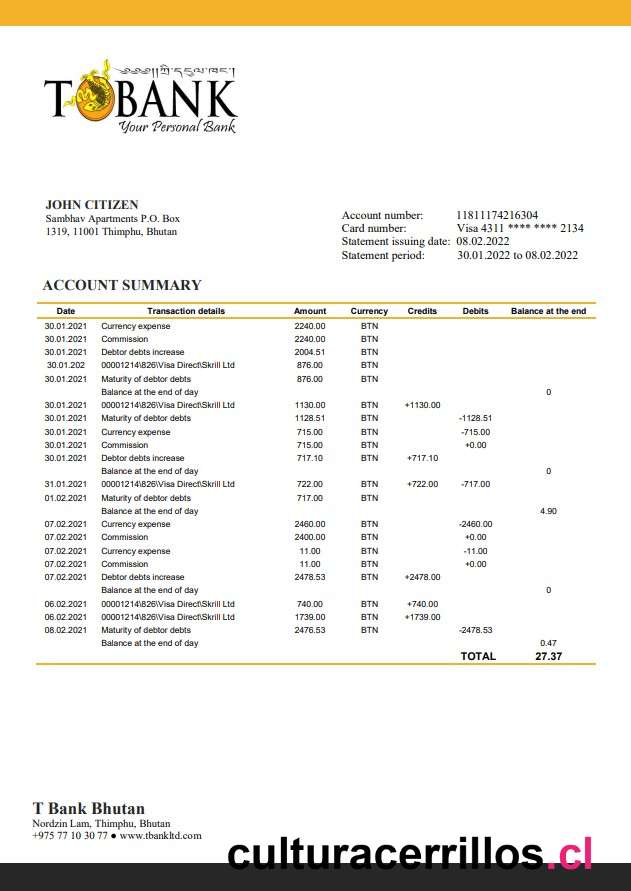 T BANK
Your Personal Bank
JOHN CITIZEN
Sambhav Apartments P.O. Box
1319, 11001 Thimphu, Bhutan
Account number: 11811174216304
Card number: Visa 4311 **** **** 2134
Statement issuing date: 08.02.2022
Statement period: 30.01.2022 to 08.02.2022
ACCOUNT SUMMARY
Date Transaction details Amount Currency Credits Debits Balance at the end
30.01.2021 Currency expense 2240.00 BTN
30.01.2021 Commission 2240.00 BTN
30.01.2021 Debtor debts increase 2004.51 BTN
30.01.202 00001214\826\Visa Direct\Skrill Ltd 876.00 BTN
30.01.2021 Maturity of debtor debts 876.00 BTN
Balance at the end of day 0
30.01.2021 00001214\826\Visa Direct\Skrill Ltd 1130.00 BTN +1130.00
30.01.2021 Maturity of debtor debts 1128.51 BTN -1128.51
30.01.2021 Currency expense 715.00 BTN -715.00
30.01.2021 Commission 715.00 BTN +0.00
30.01.2021 Debtor debts increase 717.10 BTN +717.10
Balance at the end of day 0
31.01.2021 00001214\826\Visa Direct\Skrill Ltd 722.00 BTN +722.00 -717.00
01.02.2021 Maturity of debtor debts 717.00 BTN
Balance at the end of day 4.90
07.02.2021 Currency expense 2460.00 BTN -2460.00
07.02.2021 Commission 2400.00 BTN +0.00
07.02.2021 Currency expense 11.00 BTN -11.00
07.02.2021 Commission 11.00 BTN +0.00
07.02.2021 Debtor debts increase 2478.53 BTN +2478.00
Balance at the end of day 0
06.02.2021 00001214\826\Visa Direct\Skrill Ltd 740.00 BTN +740.00
06.02.2021 00001214\826\Visa Direct\Skrill Ltd 1739.00 BTN +1739.00
08.02.2021 Maturity of debtor debts 2476.53 BTN -2478.53
Balance at the end of day 0.47
TOTAL 27.37
T Bank Bhutan
Nordzin Lam, Thimphu, Bhutan
+975 77 10 30 77 ● www.tbankltd.com
culturacerrillos.cl